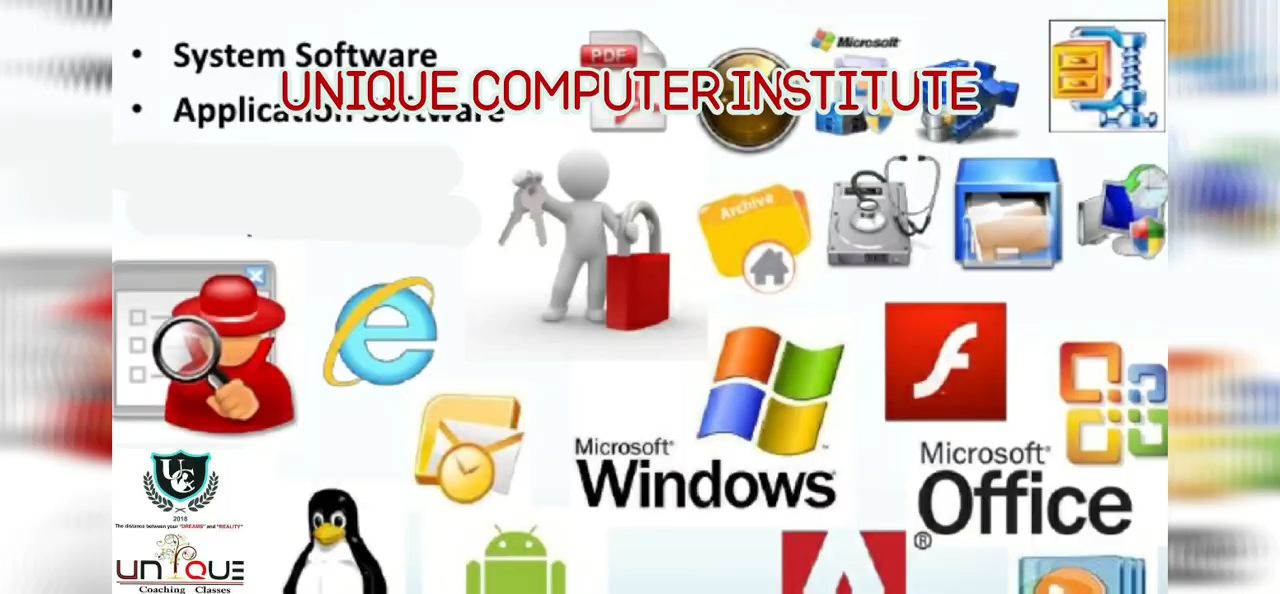 • System Software
UNIQUE COMPUTER INSTITUTE
• Application Software
PDF
Microsoft
Archive
Microsoft®
Windows®
Microsoft®
Office
®
UCC
2018
The distance between your "DREAMS" and "REALITY"
UNIQUE
Coaching Classes